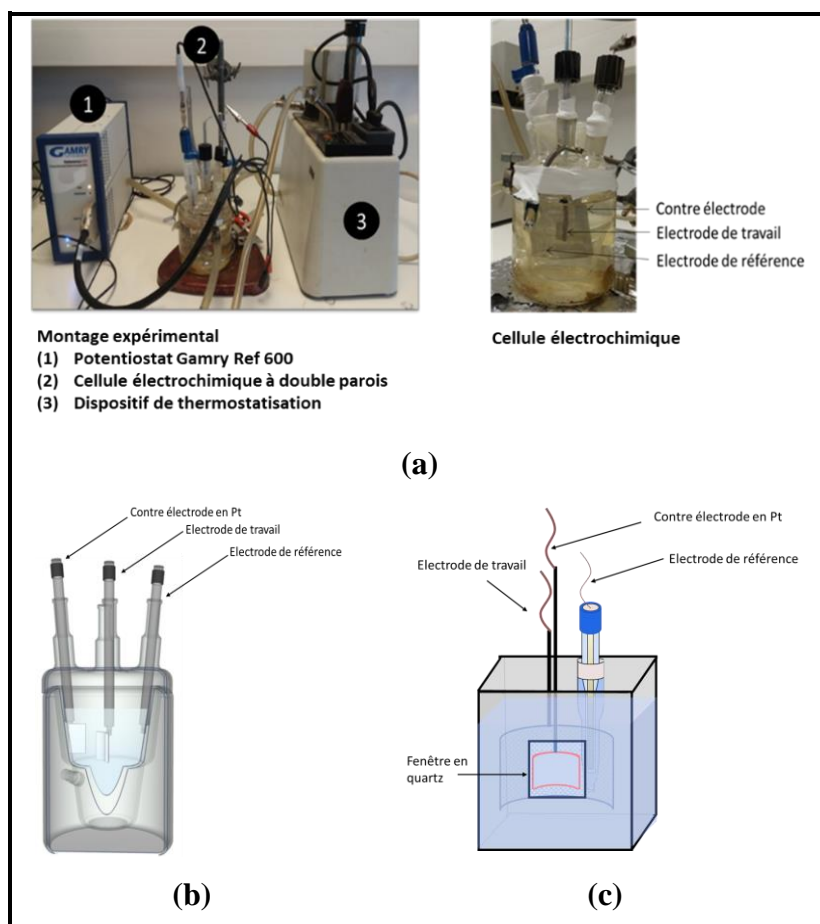 1
2
3
GAMRY
Contre électrode
Electrode de travail
Electrode de référence
Montage expérimental
(1) Potentiostat Gamry Ref 600
(2) Cellule électrochimique à double parois
(3) Dispositif de thermostatisation
Cellule électrochimique
(a)
Contre électrode en Pt
Electrode de travail
Electrode de référence
(b)
Contre électrode en Pt
Electrode de travail
Electrode de référence
Fenêtre en
quartz
(c)